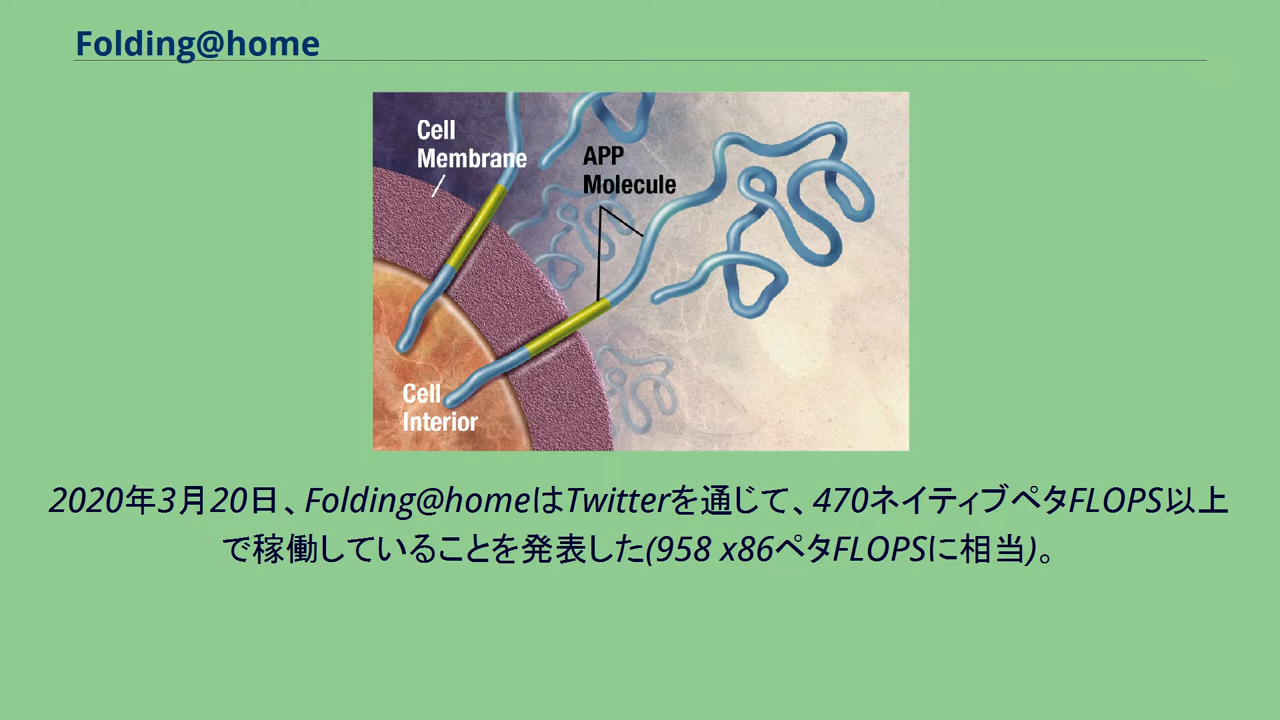 Folding@home
Cell
Membrane
APP
Molecule
Cell
Interior
2020年3月20日、Folding@homeはTwitterを通じて、470ネイティブペタFLOPS以上
で稼働していることを発表した(958 x86ペタFLOPSに相当)。